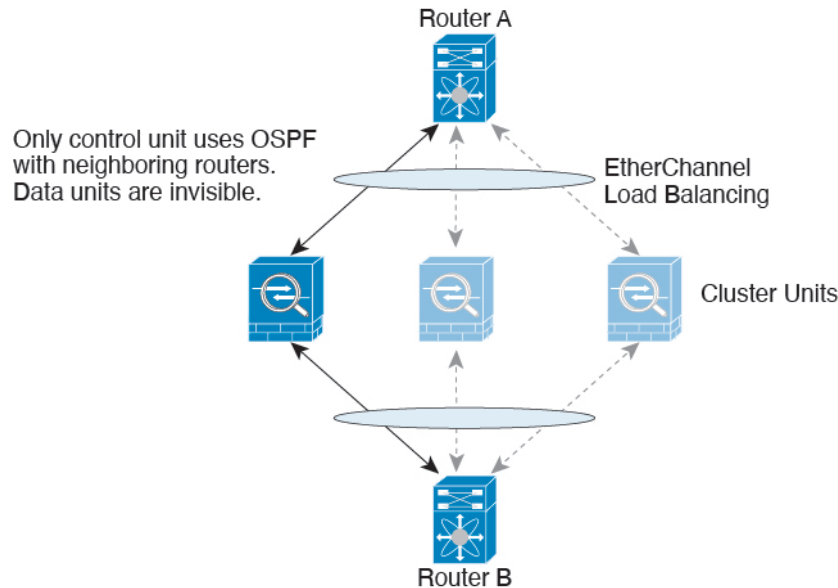 Router A
Only control unit uses OSPF
with neighboring routers.
Data units are invisible.
EtherChannel
Load Balancing
Cluster Units
Router B